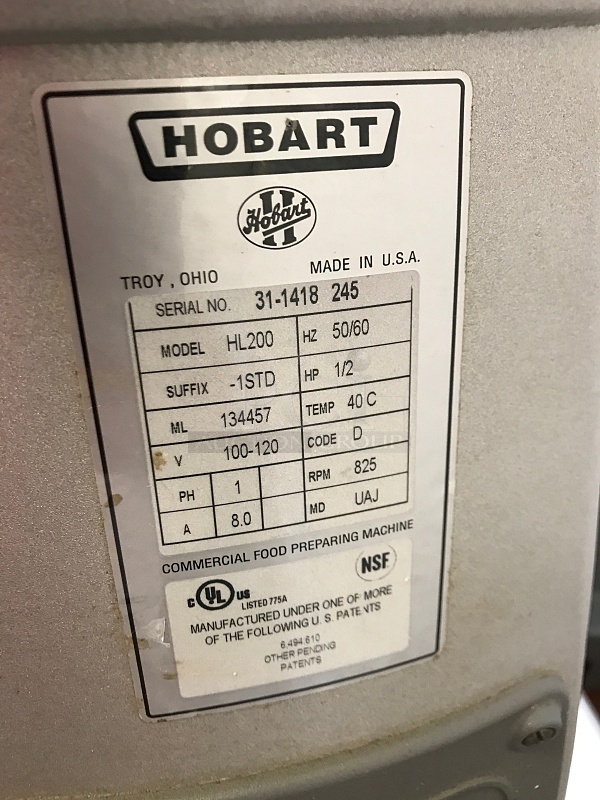 HOBART
Hobart
H
TROY, OHIO MADE IN U.S.A.
SERIAL NO. 31-1418 245
MODEL HL200 HZ 50/60
SUFFIX -1STD HP 1/2
ML 134457 TEMP 40 C
V 100-120 CODE D
PH 1 RPM 825
A 8.0 MD UAJ
COMMERCIAL FOOD PREPARING MACHINE
NSF
C UL US
LISTED 775A
MANUFACTURED UNDER ONE OF MORE
OF THE FOLLOWING U.S. PATENTS
6,494,610
OTHER PENDING
PATENTS